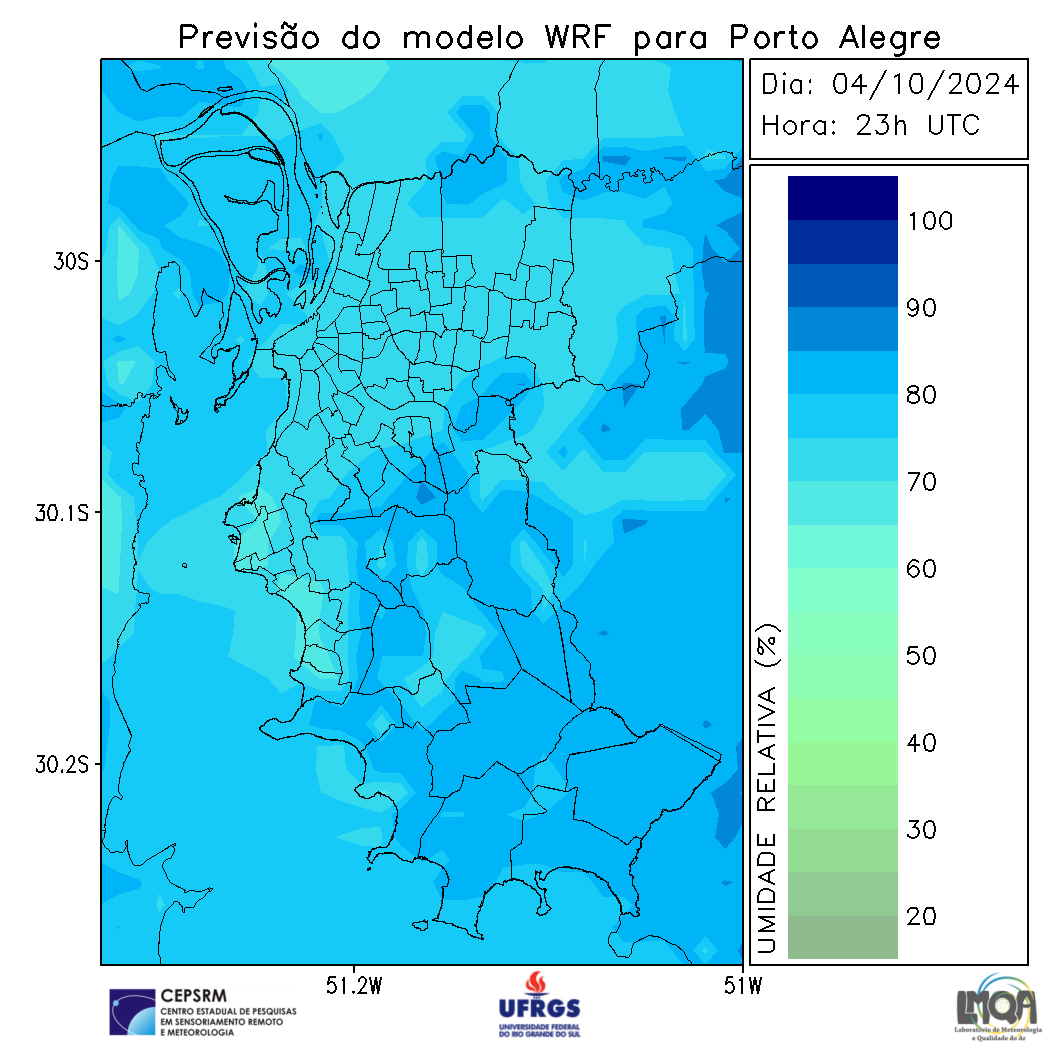 Previsão do modelo WRF para Porto Alegre
Dia: 04/10/2024
Hora: 23h UTC
100
90
80
70
60
50
40
30
20
UMIDADE RELATIVA (%)
30S
30.1S
30.2S
51.2W
51W
CEPSRM
CENTRO ESTADUAL DE PESQUISAS
EM SENSORIAMENTO REMOTO
E METEOROLOGIA
UFRGS
UNIVERSIDADE FEDERAL
DO RIO GRANDE DO SUL
LMQA
Laboratório de Meteorologia
e Qualidade do Ar